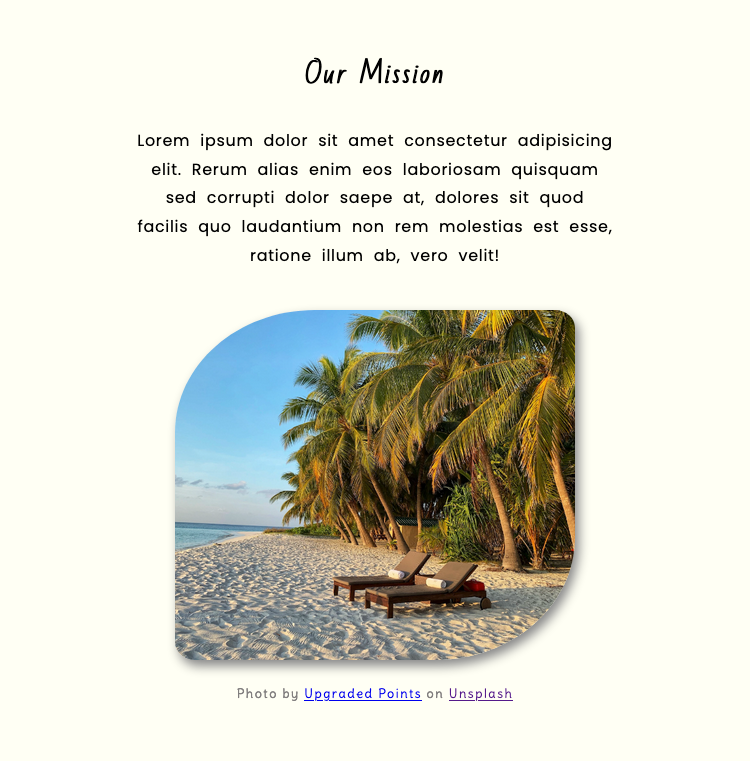 Our Mission
Lorem ipsum dolor sit amet consectetur adipisicing
elit. Rerum alias enim eos laboriosam quisquam
sed corrupti dolor saepe at, dolores sit quod
facilis quo laudantium non rem molestias est esse,
ratione illum ab, vero velit!
Photo by Upgraded Points on Unsplash